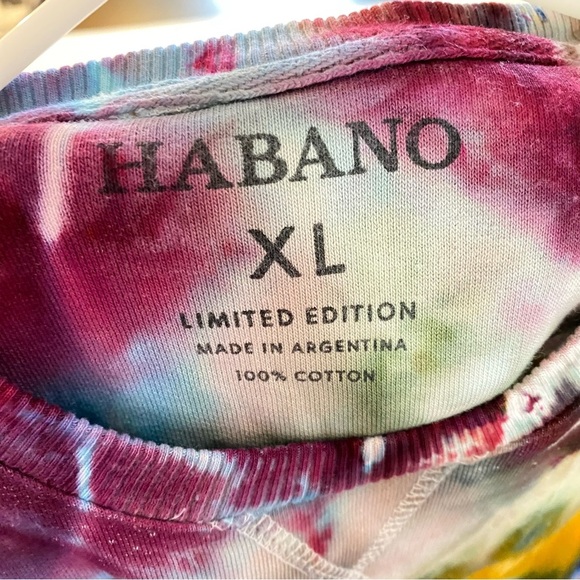 HABANO
XL
LIMITED EDITION
MADE IN ARGENTINA
100% COTTON